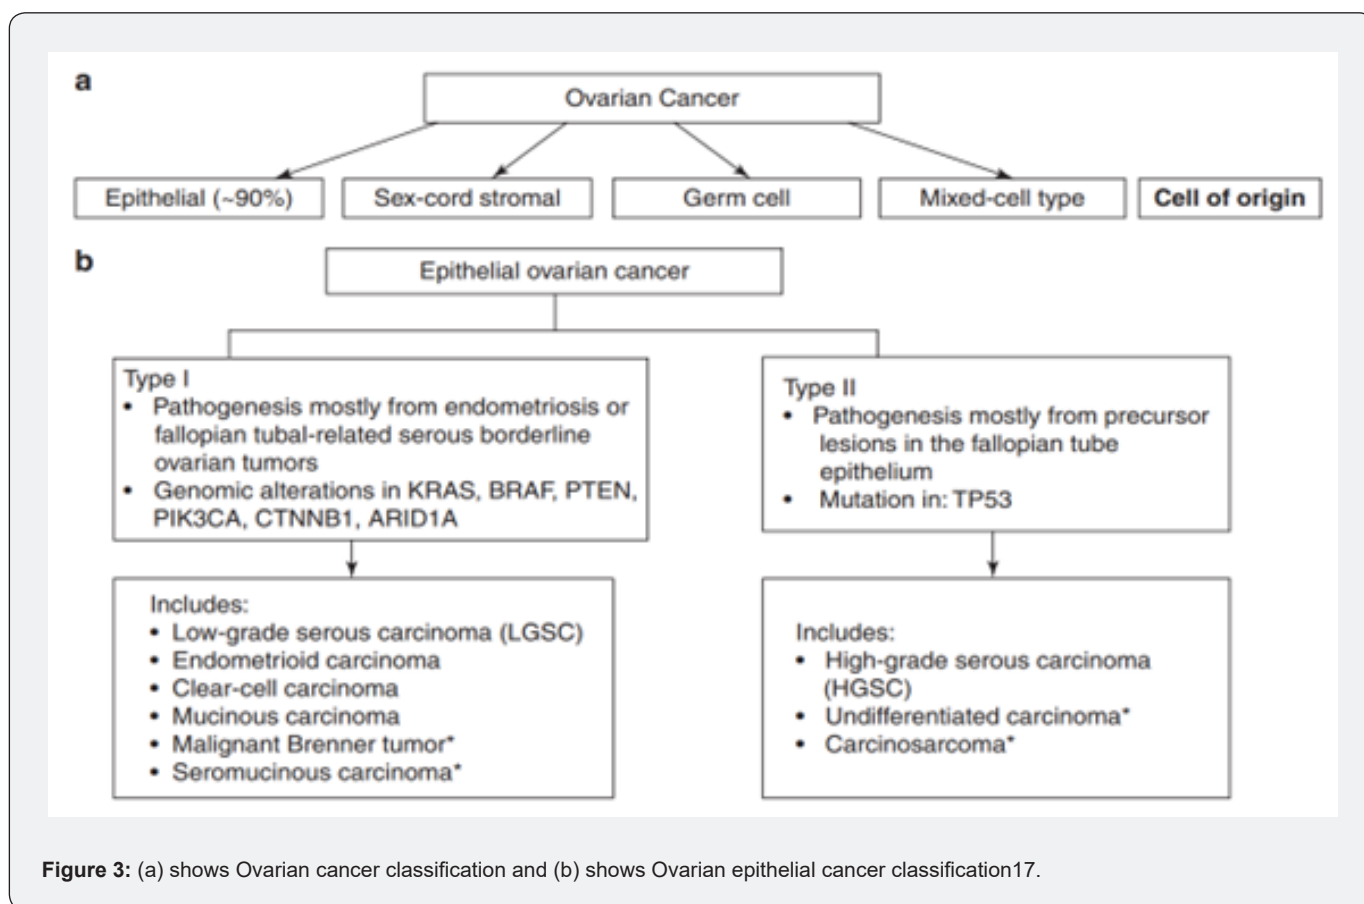 a
Ovarian Cancer
Epithelial (~90%)
Sex-cord stromal
Germ cell
Mixed-cell type
Cell of origin
b
Epithelial ovarian cancer
Type I
• Pathogenesis mostly from endometriosis or
fallopian tubal-related serous borderline
ovarian tumors
• Genomic alterations in KRAS, BRAF, PTEN,
PIK3CA, CTNNB1, ARID1A
Type II
• Pathogenesis mostly from precursor
lesions in the fallopian tube
epithelium
• Mutation in: TP53
Includes:
• Low-grade serous carcinoma (LGSC)
• Endometrioid carcinoma
• Clear-cell carcinoma
• Mucinous carcinoma
• Malignant Brenner tumor*
• Seromucinous carcinoma*
Includes:
• High-grade serous carcinoma
(HGSC)
• Undifferentiated carcinoma*
• Carcinosarcoma*
Figure 3: (a) shows Ovarian cancer classification and (b) shows Ovarian epithelial cancer classification17.